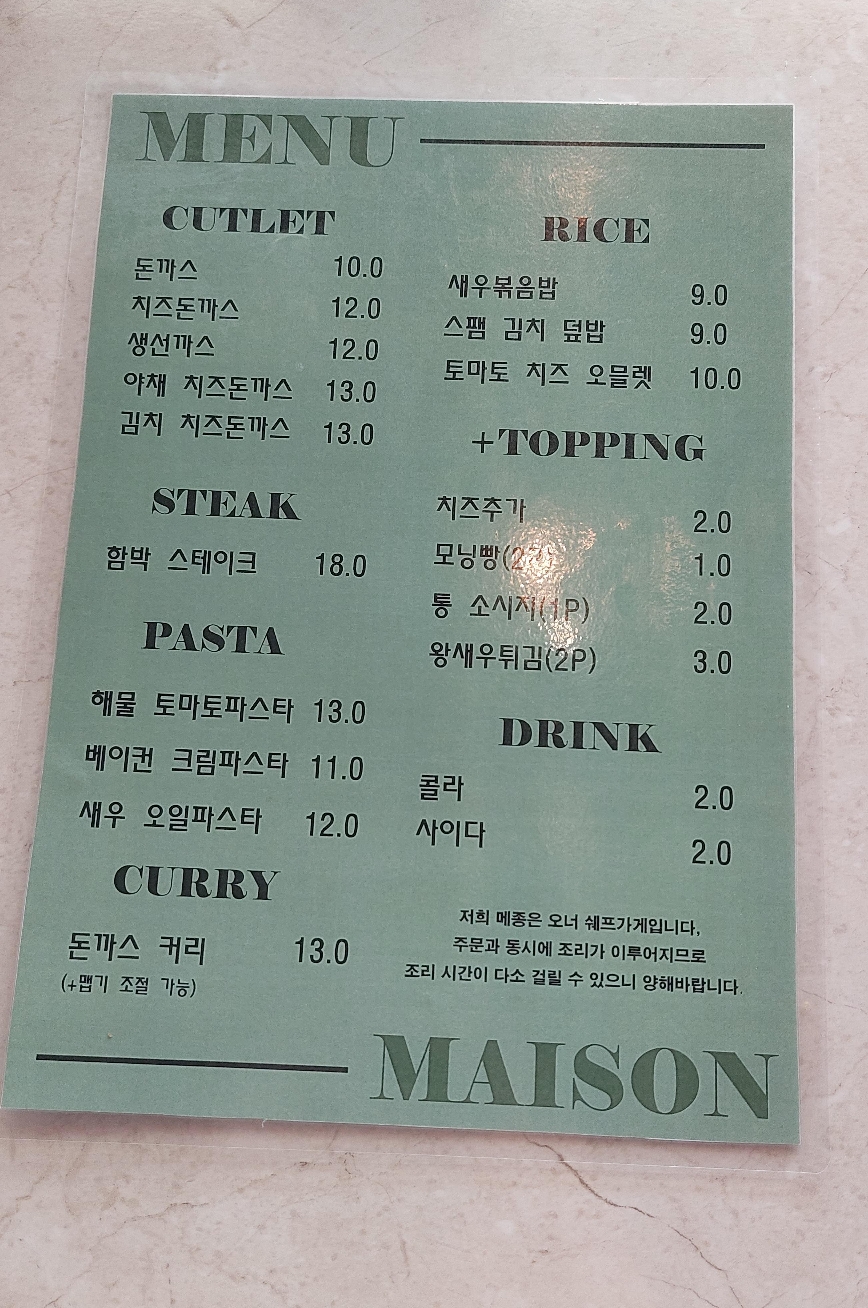 MENU
CUTLET
돈까스 10.0
치즈돈까스 12.0
생선까스 12.0
야채 치즈돈까스 13.0
김치 치즈돈까스 13.0
STEAK
함박 스테이크 18.0
PASTA
해물 토마토파스타 13.0
베이컨 크림파스타 11.0
새우 오일파스타 12.0
CURRY
돈까스 커리 13.0
(+맵기 조절 가능)
RICE
새우볶음밥 9.0
스팸 김치 덮밥 9.0
토마토 치즈 오믈렛 10.0
+TOPPING
치즈추가 2.0
모닝빵(2P) 1.0
통 소시지(1P) 2.0
왕새우튀김(2P) 3.0
DRINK
콜라 2.0
사이다 2.0
저희 메종은 오너 쉐프가게입니다,
주문과 동시에 조리가 이루어지므로
조리 시간이 다소 걸릴 수 있으니 양해바랍니다.
MAISON